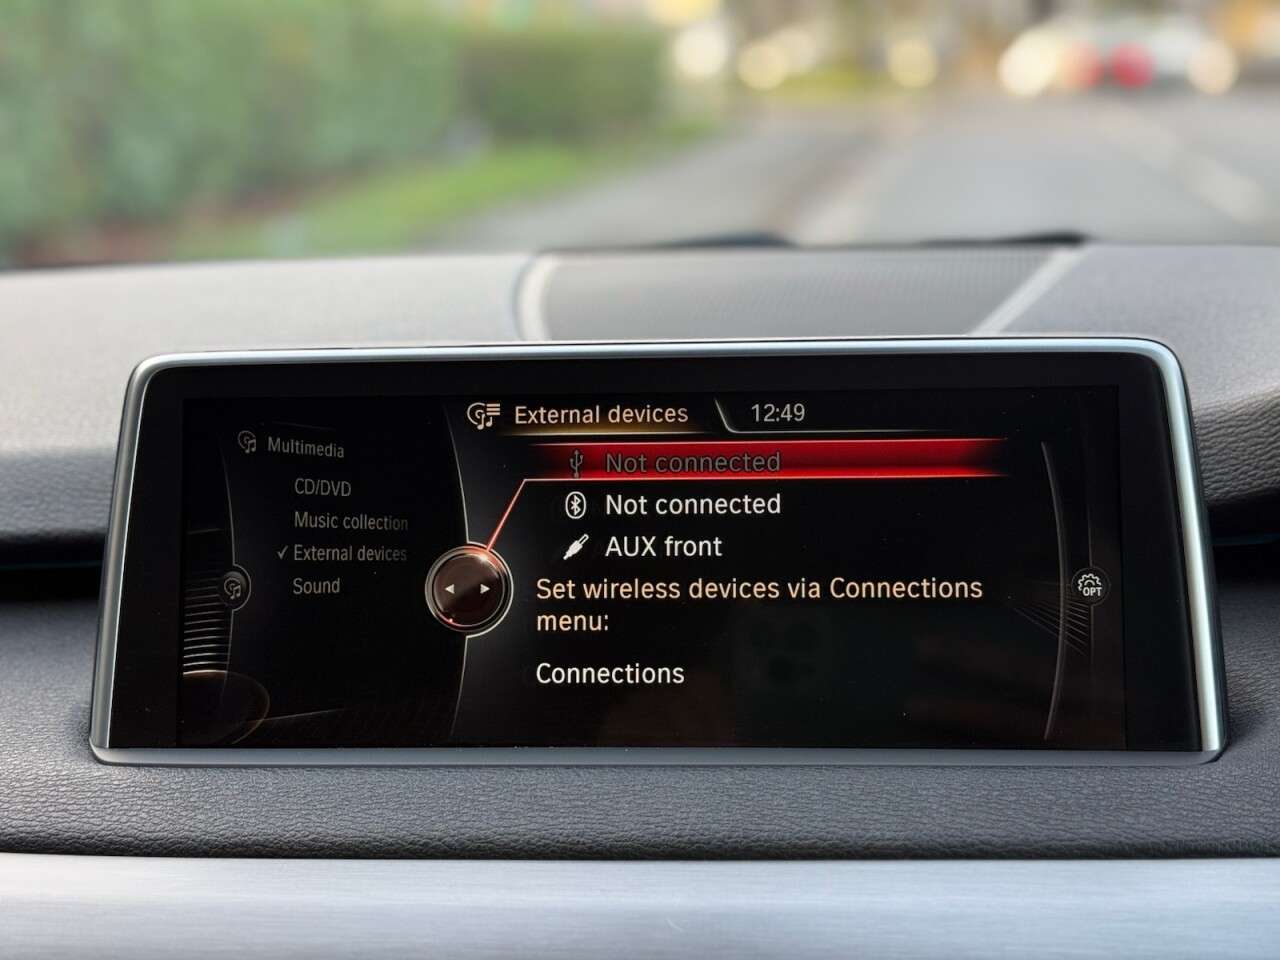 External devices
12:49
Multimedia
CD/DVD
Music collection
✓ External devices
Sound
Not connected
Not connected
AUX front
Set wireless devices via Connections
menu:
Connections
OPT